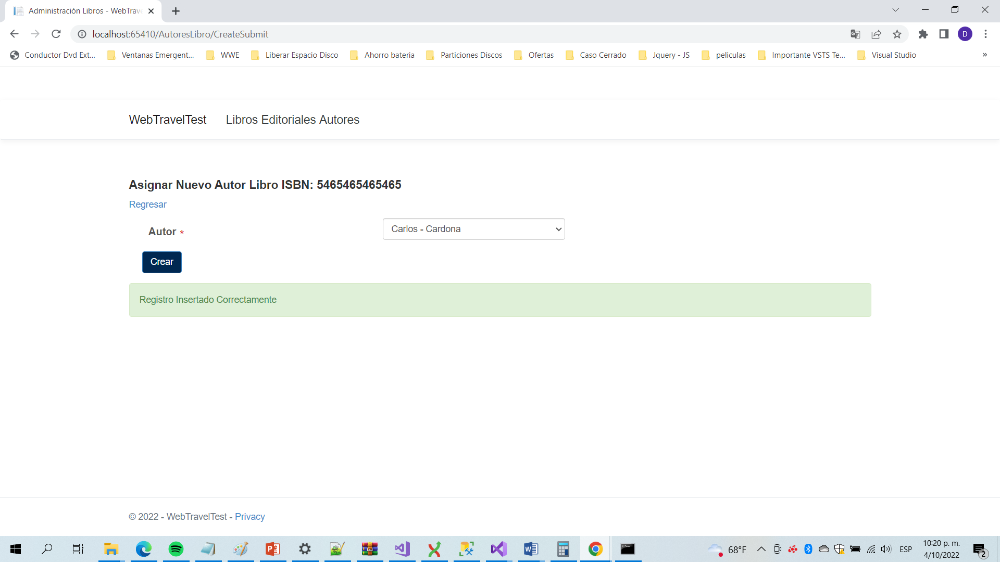 Administración Libros - WebTrave
localhost:65410/AutoresLibro/CreateSubmit
D
Conductor Dvd Ext...
Ventanas Emergent...
WWE
Liberar Espacio Disco
Ahorro bateria
Particiones Discos
Ofertas
Caso Cerrado
Jquery - JS
peliculas
Importante VSTS Te...
Visual Studio
»
WebTravelTest
Libros Editoriales Autores
Asignar Nuevo Autor Libro ISBN: 5465465465465
Regresar
Autor *
Carlos - Cardona
Crear
Registro Insertado Correctamente
© 2022 - WebTravelTest - Privacy
68°F
ESP
10:20 p. m.
4/10/2022
2